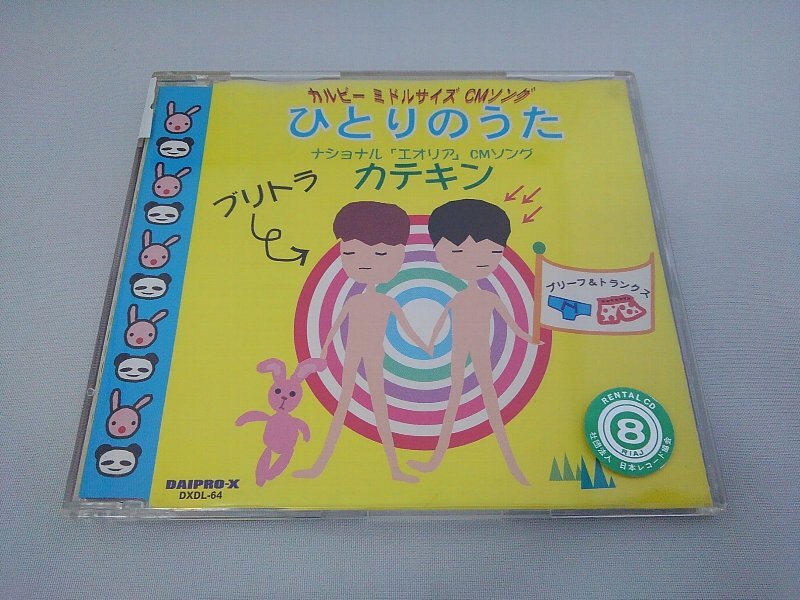 カルビー ミドルサイズ CMソング
ひとりのうた
ナショナル「エオリア」CMソング
カテキン
ブリトラ
ブリーフ&トランクス
RENTAL CD
8
RIAJ
社団法人 日本レコード協会
DAIPRO-X
DXDL-64